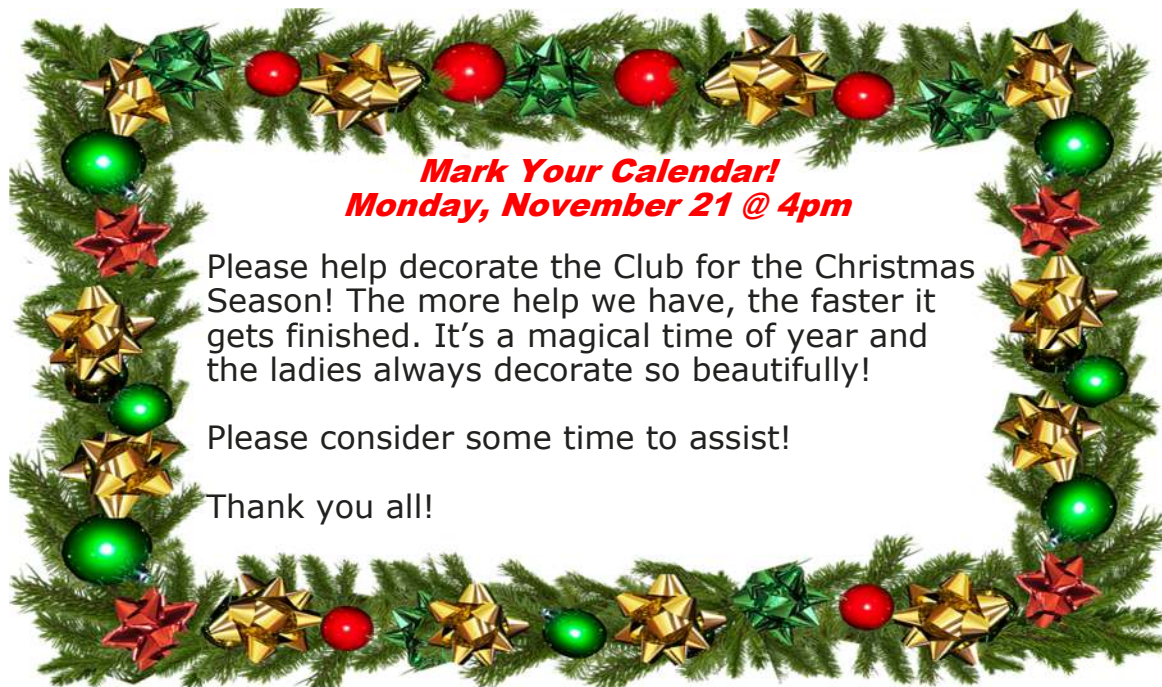 Mark Your Calendar!
Monday, November 21 @ 4pm
Please help decorate the Club for the Christmas
Season! The more help we have, the faster it
gets finished. It’s a magical time of year and
the ladies always decorate so beautifully!
Please consider some time to assist!
Thank you all!